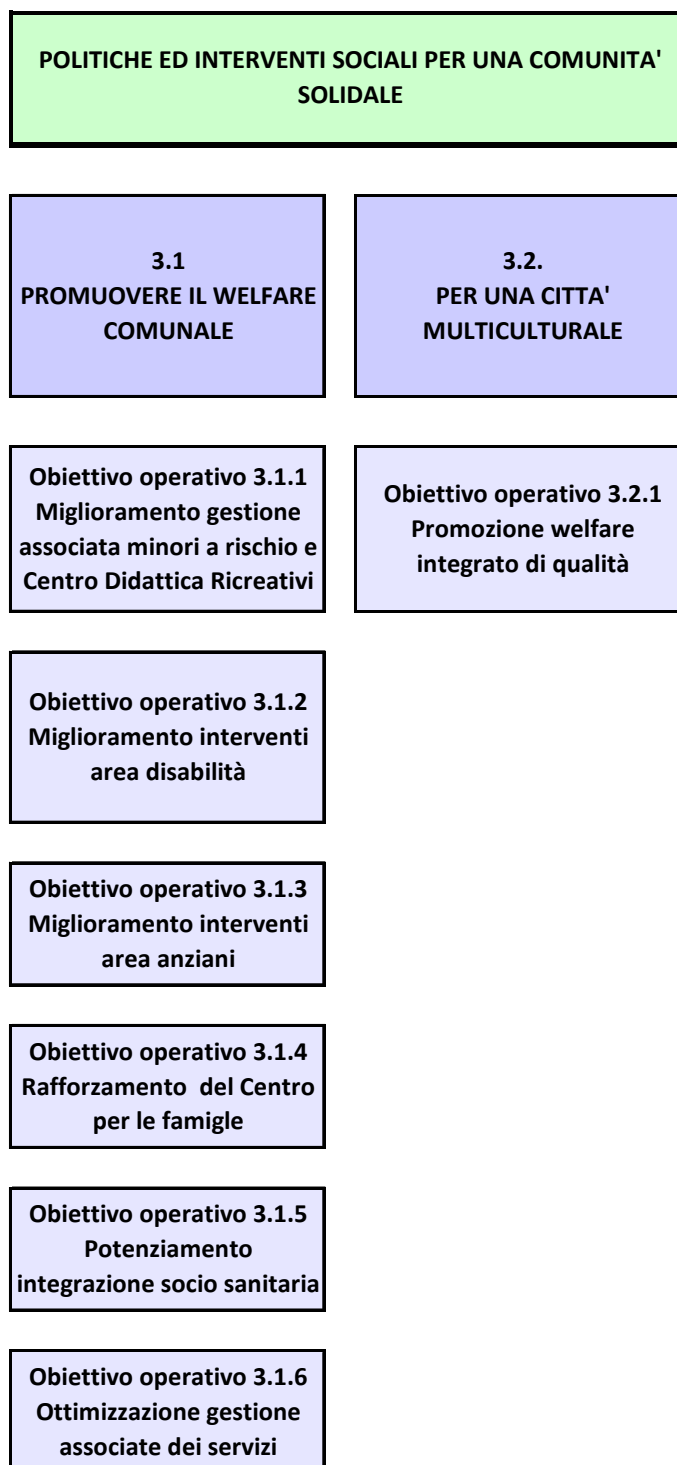 POLITICHE ED INTERVENTI SOCIALI PER UNA COMUNITA'
SOLIDALE
3.1
PROMUOVERE IL WELFARE
COMUNALE
3.2.
PER UNA CITTA'
MULTICULTURALE
Obiettivo operativo 3.1.1
Miglioramento gestione
associata minori a rischio e
Centro Didattica Ricreativi
Obiettivo operativo 3.2.1
Promozione welfare
integrato di qualità
Obiettivo operativo 3.1.2
Miglioramento interventi
area disabilità
Obiettivo operativo 3.1.3
Miglioramento interventi
area anziani
Obiettivo operativo 3.1.4
Rafforzamento  del Centro
per le famigle
Obiettivo operativo 3.1.5
Potenziamento
integrazione socio sanitaria
Obiettivo operativo 3.1.6
Ottimizzazione gestione
associate dei servizi